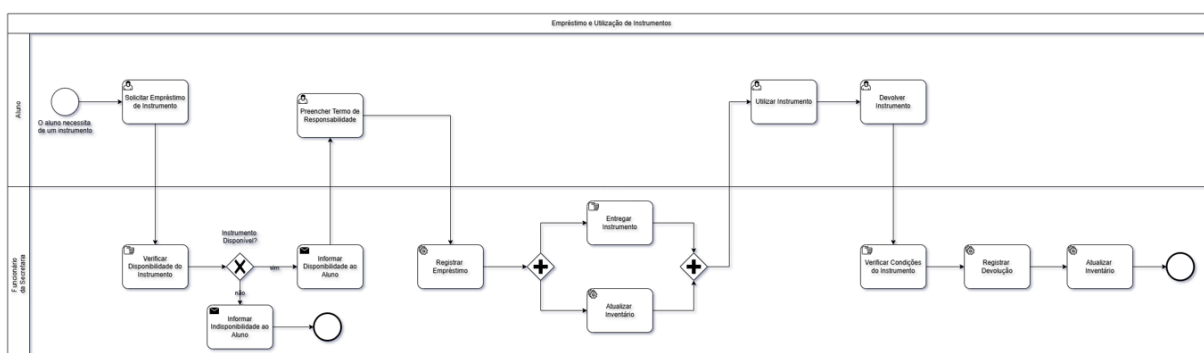 Empréstimo e Utilização de Instrumentos
Aluno
O aluno necessita
de um instrumento
Solicitar Empréstimo
de Instrumento
Preencher Termo de
Responsabilidade
Utilizar Instrumento
Devolver
Instrumento
Funcionário
da Secretaria
Verificar
Disponibilidade do
Instrumento
Instrumento
Disponível?
sim
não
Informar
Disponibilidade ao
Aluno
Informar
Indisponibilidade ao
Aluno
Registrar
Empréstimo
Entregar
Instrumento
Atualizar
Inventário
Verificar Condições
do Instrumento
Registrar
Devolução
Atualizar
Inventário